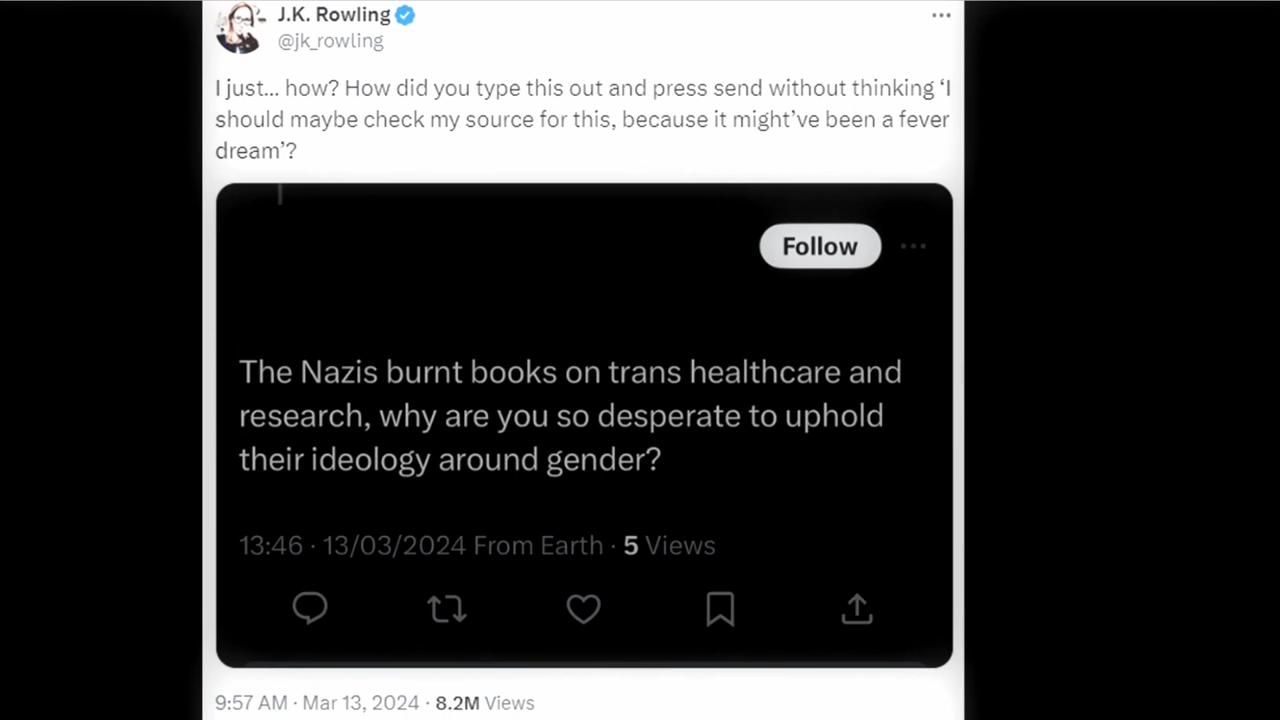 J.K. Rowling
@jk_rowling
I just... how? How did you type this out and press send without thinking ‘I
should maybe check my source for this, because it might’ve been a fever
dream’?
Follow
The Nazis burnt books on trans healthcare and
research, why are you so desperate to uphold
their ideology around gender?
13:46 · 13/03/2024 From Earth · 5 Views
9:57 AM · Mar 13, 2024 · 8.2M Views